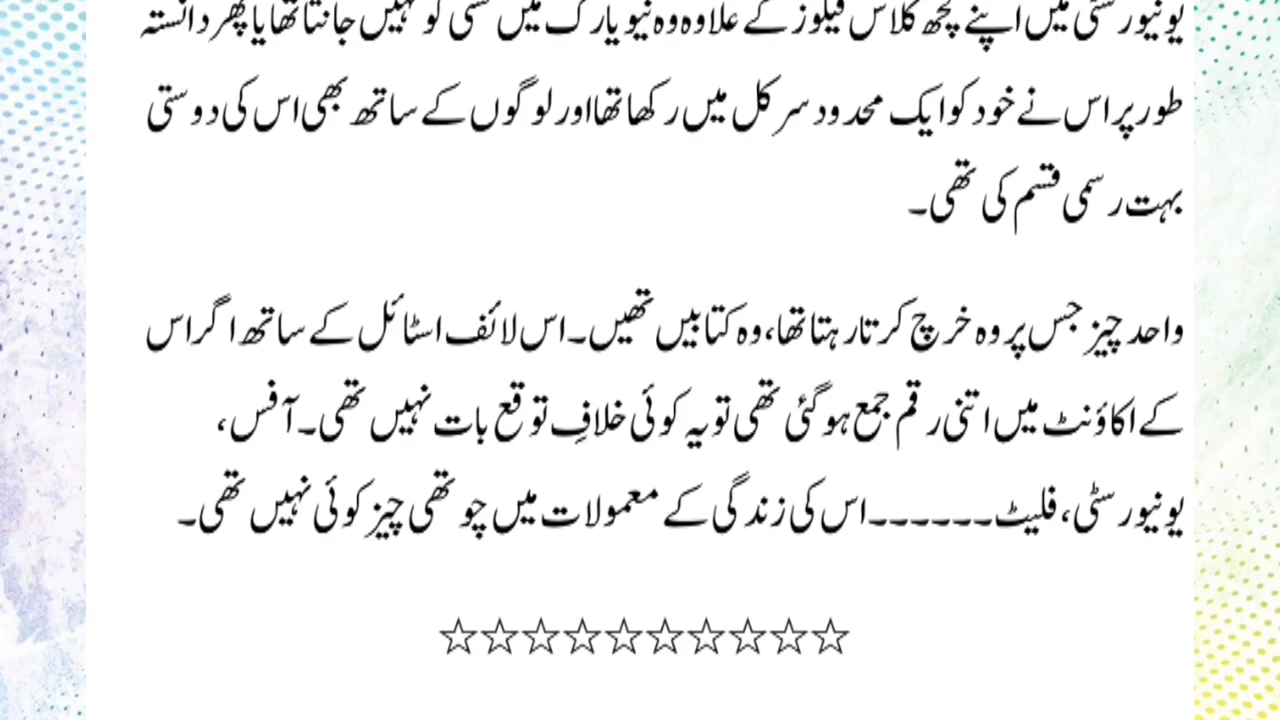 یونیورسٹی میں اپنے کچھ کلاس فیلوز کے علاوہ وہ نیویارک میں کسی کو نہیں جانتا تھا یا پھر دانستہ
طور پر اس نے خود کو ایک محدود سرکل میں رکھا تھا اور لوگوں کے ساتھ بھی اس کی دوستی
بہت رسمی قسم کی تھی۔
واحد چیز جس پر وہ خرچ کرتا رہتا تھا، وہ کتابیں تھیں۔ اس لائف اسٹائل کے ساتھ اگر اس
کے اکاؤنٹ میں اتنی رقم جمع ہو گئی تھی تو یہ کوئی خلافِ توقع بات نہیں تھی۔ آفس،
یونیورسٹی، فلیٹ۔۔۔۔۔۔ اس کی زندگی کے معمولات میں چوتھی چیز کوئی نہیں تھی۔
☆☆☆☆☆☆☆☆☆☆